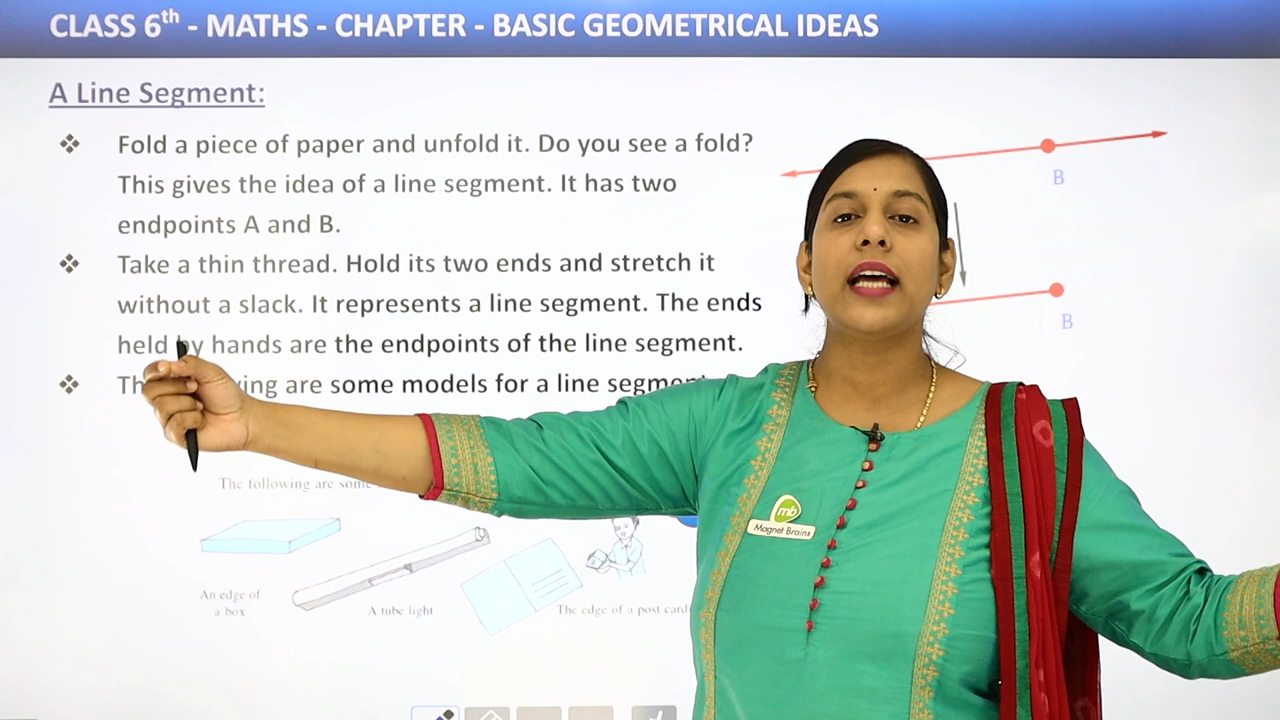 CLASS 6th - MATHS - CHAPTER - BASIC GEOMETRICAL IDEAS
A Line Segment:
❖ Fold a piece of paper and unfold it. Do you see a fold?
This gives the idea of a line segment. It has two
endpoints A and B.
❖ Take a thin thread. Hold its two ends and stretch it
without a slack. It represents a line segment. The ends
held by hands are the endpoints of the line segment.
❖ are some models for a line
B
B
The following are some
An edge of
a box
A tube light
The edge of a post card
mb
Magnet Brains